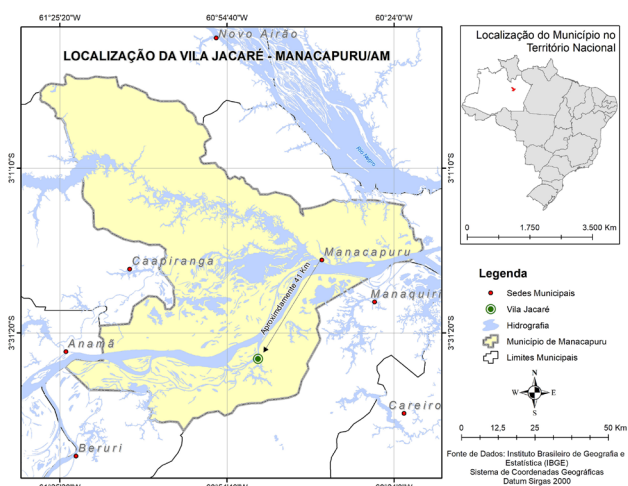 61°25'20"W
60°54'40"W
60°24'0"W
Novo Airão
LOCALIZAÇÃO DA VILA JACARÉ - MANACAPURU/AM
Rio Negro
3°1'10"S
3°1'10"S
Manacapuru
Caapiranga
Aproximdamente 41 Km
Manaquiri
3°31'20"S
3°31'20"S
Anamã
Careiro
Beruri
Localização do Município no
Território Nacional
0 1.750 3.500 Km
Legenda
Sedes Municipais
Vila Jacaré
Hidrografia
Município de Manacapuru
Limites Municipais
N
W E
S
0 12,5 25 50 Km
Fonte de Dados: Instituto Brasileiro de Geografia e
Estatística (IBGE)
Sistema de Coordenadas Geográficas
Datum Sirgas 2000